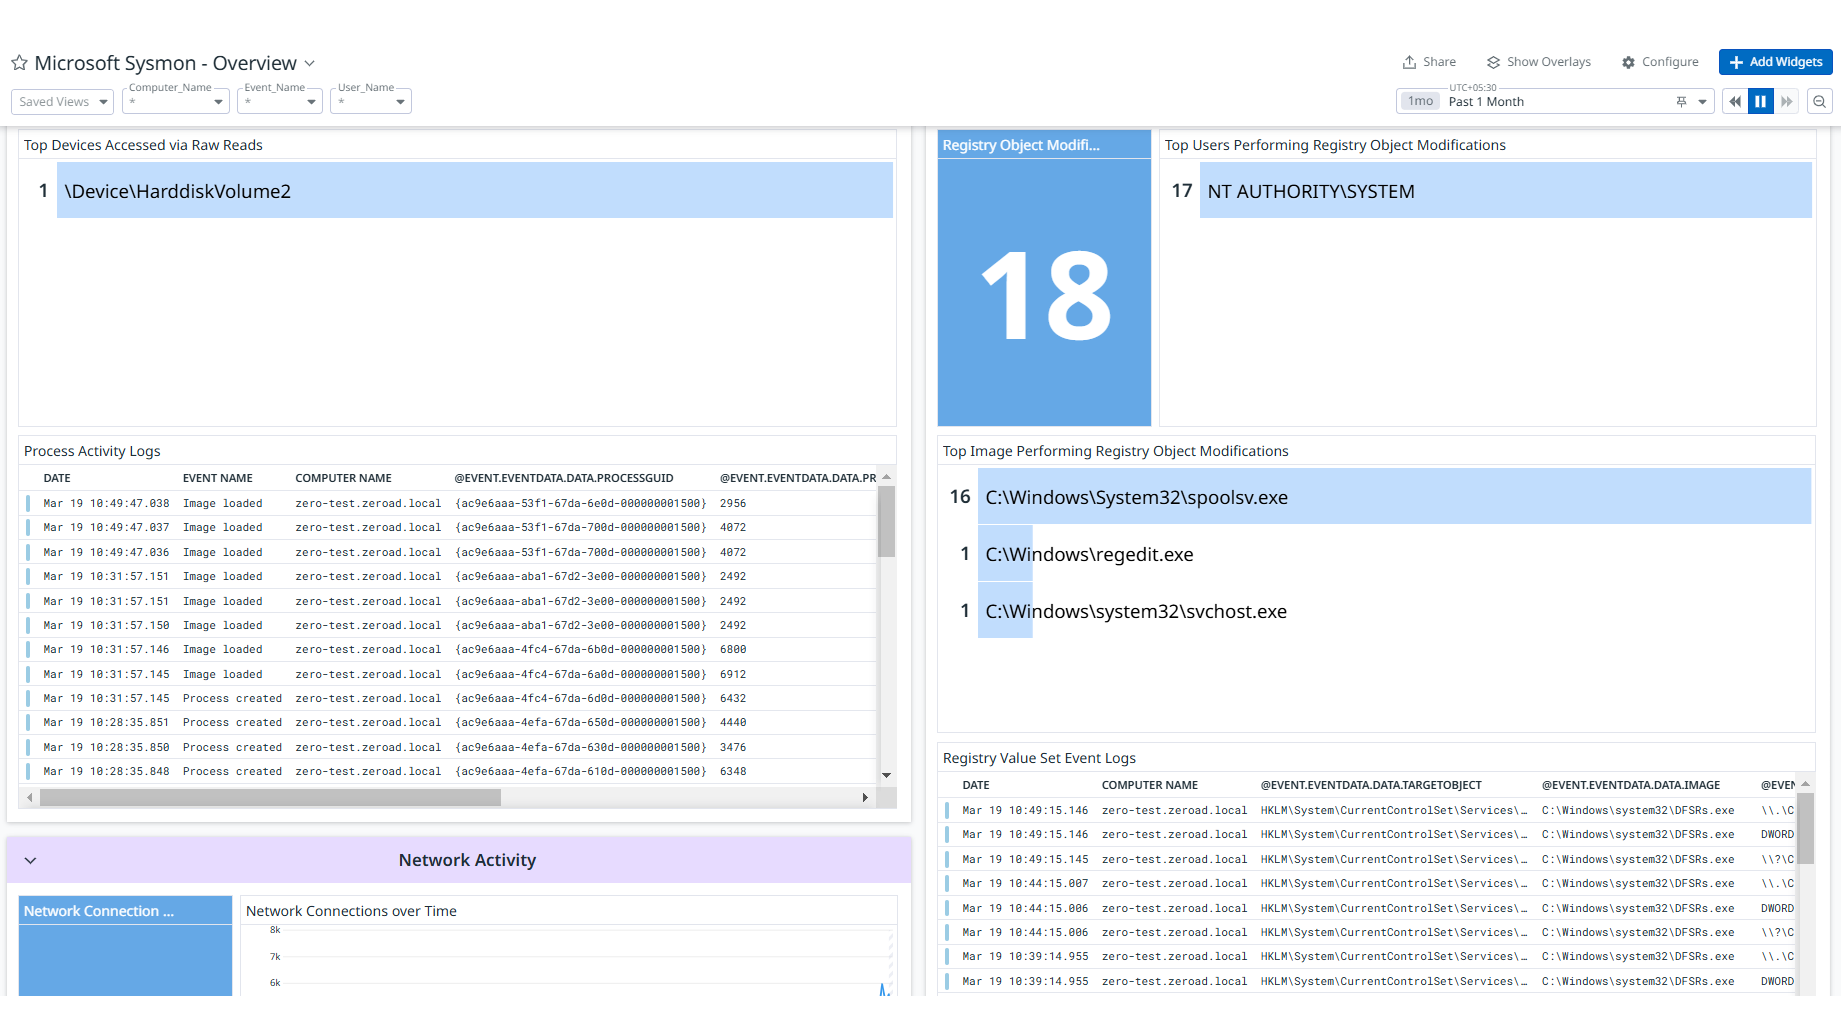 Microsoft Sysmon - Overview
Share
Show Overlays
Configure
Add Widgets
Saved Views
Computer_Name
*
Event_Name
*
User_Name
*
1mo
UTC+05:30
Past 1 Month
Top Devices Accessed via Raw Reads
1 \Device\HarddiskVolume2
Process Activity Logs
DATE EVENT NAME COMPUTER NAME @EVENT.EVENTDATA.DATA.PROCESSGUID @EVENT.EVENTDATA.DATA.PR
Mar 19 10:49:47.038 Image loaded zero-test.zeroad.local {ac9e6aaa-53f1-67da-6e0d-000000001500} 2956
Mar 19 10:49:47.037 Image loaded zero-test.zeroad.local {ac9e6aaa-53f1-67da-700d-000000001500} 4072
Mar 19 10:49:47.036 Image loaded zero-test.zeroad.local {ac9e6aaa-53f1-67da-700d-000000001500} 4072
Mar 19 10:31:57.151 Image loaded zero-test.zeroad.local {ac9e6aaa-aba1-67d2-3e00-000000001500} 2492
Mar 19 10:31:57.151 Image loaded zero-test.zeroad.local {ac9e6aaa-aba1-67d2-3e00-000000001500} 2492
Mar 19 10:31:57.150 Image loaded zero-test.zeroad.local {ac9e6aaa-aba1-67d2-3e00-000000001500} 2492
Mar 19 10:31:57.146 Image loaded zero-test.zeroad.local {ac9e6aaa-4fc4-67da-6b0d-000000001500} 6800
Mar 19 10:31:57.145 Image loaded zero-test.zeroad.local {ac9e6aaa-4fc4-67da-6a0d-000000001500} 6912
Mar 19 10:31:57.145 Process created zero-test.zeroad.local {ac9e6aaa-4fc4-67da-6d0d-000000001500} 6432
Mar 19 10:28:35.851 Process created zero-test.zeroad.local {ac9e6aaa-4efa-67da-650d-000000001500} 4440
Mar 19 10:28:35.850 Process created zero-test.zeroad.local {ac9e6aaa-4efa-67da-630d-000000001500} 3476
Mar 19 10:28:35.848 Process created zero-test.zeroad.local {ac9e6aaa-4efa-67da-610d-000000001500} 6348
Network Activity
Network Connection ...
Network Connections over Time
8k
7k
6k
Registry Object Modifi...
18
Top Users Performing Registry Object Modifications
17 NT AUTHORITY\SYSTEM
Top Image Performing Registry Object Modifications
16 C:\Windows\System32\spoolsv.exe
1 C:\Windows\regedit.exe
1 C:\Windows\system32\svchost.exe
Registry Value Set Event Logs
DATE COMPUTER NAME @EVENT.EVENTDATA.DATA.TARGETOBJECT @EVENT.EVENTDATA.DATA.IMAGE @EVEN
Mar 19 10:49:15.146 zero-test.zeroad.local HKLM\System\CurrentControlSet\Services\… C:\Windows\system32\DFSRs.exe \\.\C
Mar 19 10:49:15.146 zero-test.zeroad.local HKLM\System\CurrentControlSet\Services\… C:\Windows\system32\DFSRs.exe DWORD
Mar 19 10:49:15.145 zero-test.zeroad.local HKLM\System\CurrentControlSet\Services\… C:\Windows\system32\DFSRs.exe \\?\C
Mar 19 10:44:15.007 zero-test.zeroad.local HKLM\System\CurrentControlSet\Services\… C:\Windows\system32\DFSRs.exe \\.\C
Mar 19 10:44:15.006 zero-test.zeroad.local HKLM\System\CurrentControlSet\Services\… C:\Windows\system32\DFSRs.exe DWORD
Mar 19 10:44:15.006 zero-test.zeroad.local HKLM\System\CurrentControlSet\Services\… C:\Windows\system32\DFSRs.exe \\?\C
Mar 19 10:39:14.955 zero-test.zeroad.local HKLM\System\CurrentControlSet\Services\… C:\Windows\system32\DFSRs.exe \\.\C
Mar 19 10:39:14.955 zero-test.zeroad.local HKLM\System\CurrentControlSet\Services\… C:\Windows\system32\DFSRs.exe DWORD